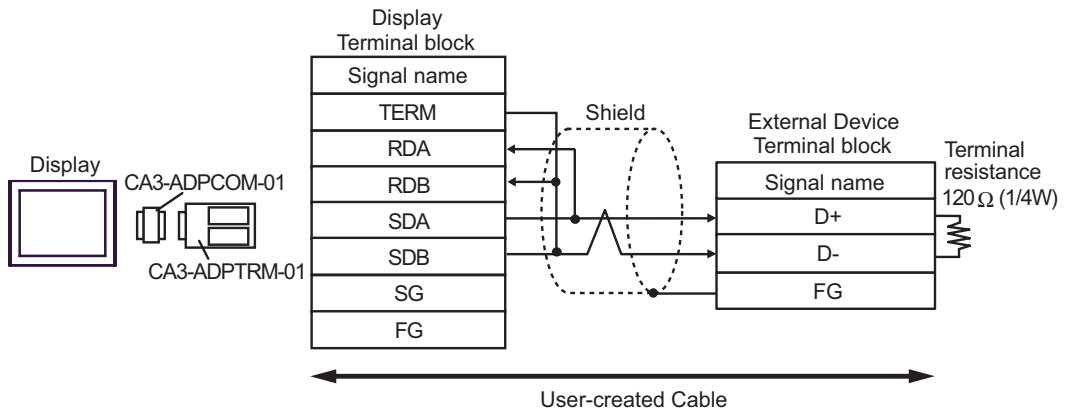 Display
Terminal block
Signal name
TERM
RDA
RDB
SDA
SDB
SG
FG
Display
CA3-ADPCOM-01
CA3-ADPTRM-01
Shield
External Device
Terminal block
Signal name
D+
D-
FG
Terminal
resistance
120 Ω (1/4W)
User-created Cable